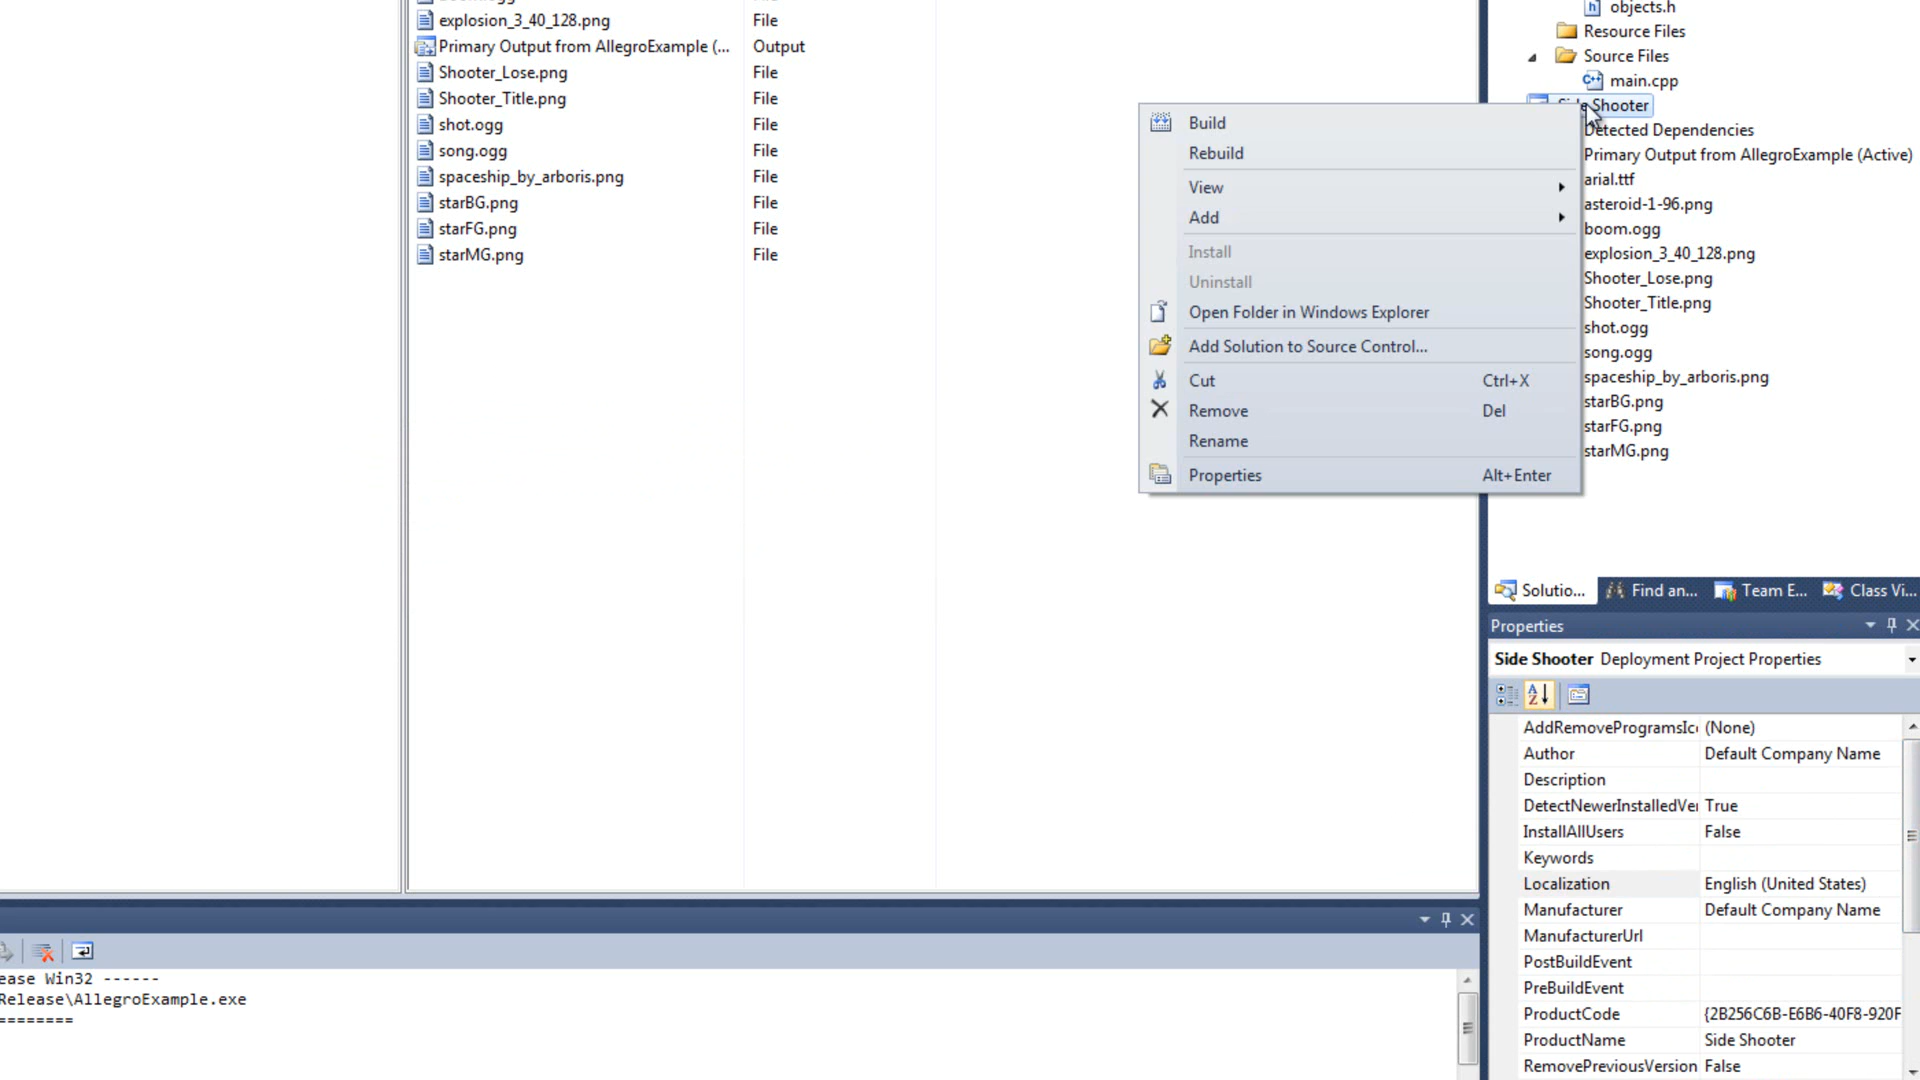 explosion_3_40_128.png File
Primary Output from AllegroExample (... Output
Shooter_Lose.png File
Shooter_Title.png File
shot.ogg File
song.ogg File
spaceship_by_arboris.png File
starBG.png File
starFG.png File
starMG.png File
Build
Rebuild
View
Add
Install
Uninstall
Open Folder in Windows Explorer
Add Solution to Source Control...
Cut Ctrl+X
Remove Del
Rename
Properties Alt+Enter
objects.h
Resource Files
Source Files
main.cpp
Side Shooter
Detected Dependencies
Primary Output from AllegroExample (Active)
arial.ttf
asteroid-1-96.png
boom.ogg
explosion_3_40_128.png
Shooter_Lose.png
Shooter_Title.png
shot.ogg
song.ogg
spaceship_by_arboris.png
starBG.png
starFG.png
starMG.png
Solutio... Find an... Team E... Class Vi...
Properties
Side Shooter Deployment Project Properties
AddRemoveProgramsIc (None)
Author Default Company Name
Description
DetectNewerInstalledVer True
InstallAllUsers False
Keywords
Localization English (United States)
Manufacturer Default Company Name
ManufacturerUrl
PostBuildEvent
PreBuildEvent
ProductCode {2B256C6B-E6B6-40F8-920F
ProductName Side Shooter
RemovePreviousVersion False
ease Win32 ------
Release\AllegroExample.exe
========